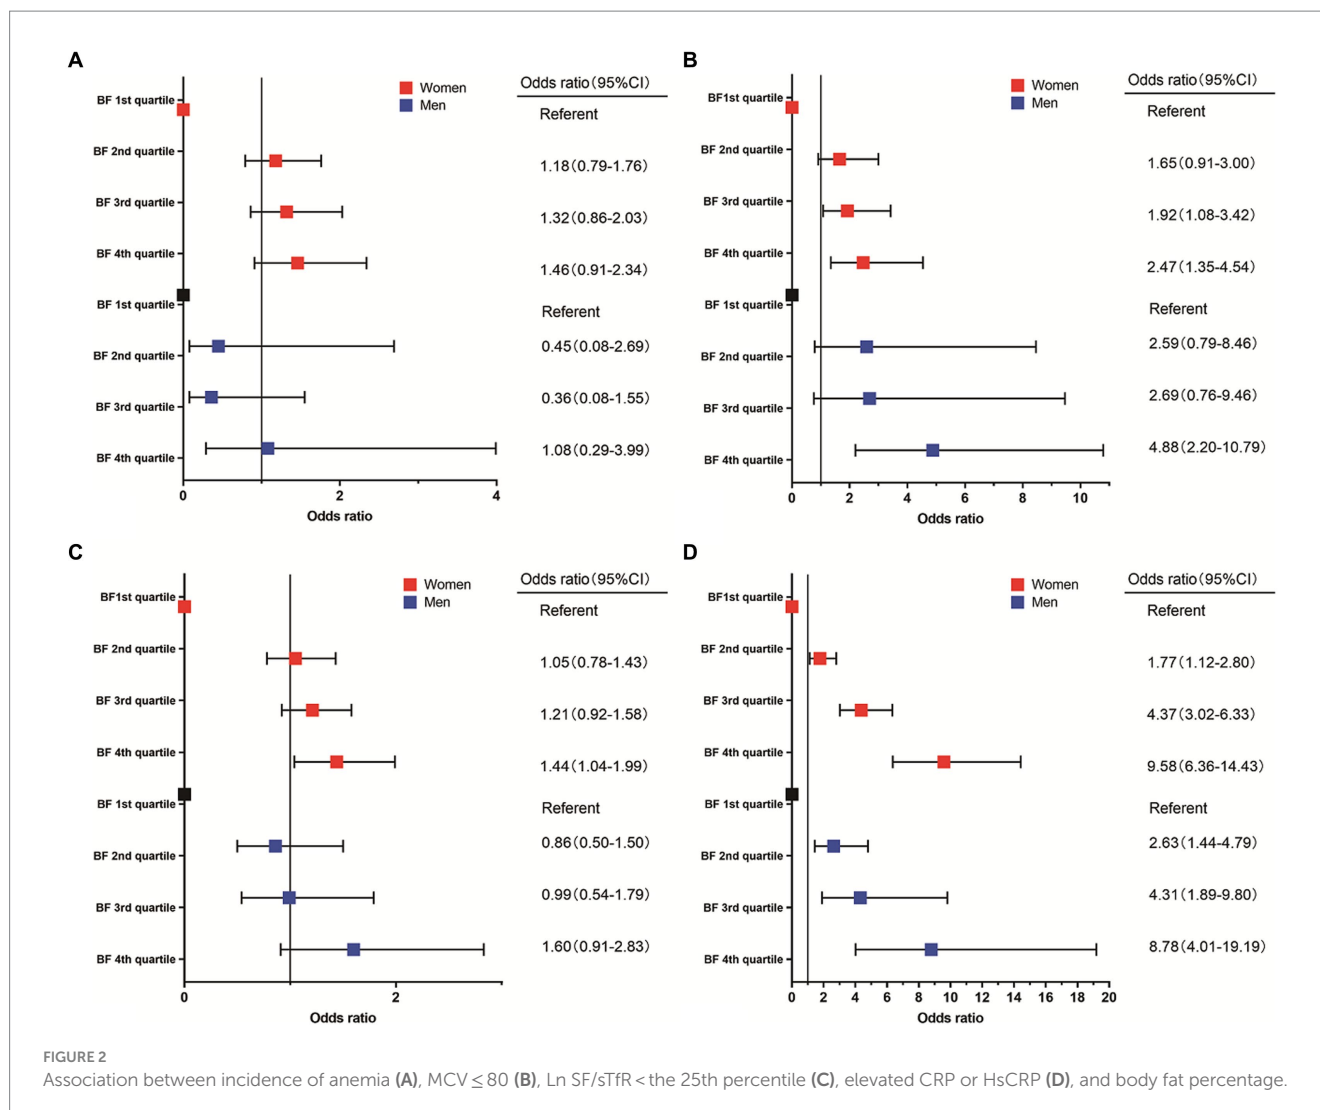 A
Women
Men
Odds ratio(95%CI)
BF 1st quartile
Referent
BF 2nd quartile
1.18(0.79-1.76)
BF 3rd quartile
1.32(0.86-2.03)
BF 4th quartile
1.46(0.91-2.34)
BF 1st quartile
Referent
BF 2nd quartile
0.45(0.08-2.69)
BF 3rd quartile
0.36(0.08-1.55)
BF 4th quartile
1.08(0.29-3.99)
0 2 4
Odds ratio
B
Women
Men
Odds ratio(95%CI)
BF1st quartile
Referent
BF 2nd quartile
1.65(0.91-3.00)
BF 3rd quartile
1.92(1.08-3.42)
BF 4th quartile
2.47(1.35-4.54)
BF 1st quartile
Referent
BF 2nd quartile
2.59(0.79-8.46)
BF 3rd quartile
2.69(0.76-9.46)
BF 4th quartile
4.88(2.20-10.79)
0 2 4 6 8 10
Odds ratio
C
Women
Men
Odds ratio(95%CI)
BF1st quartile
Referent
BF 2nd quartile
1.05(0.78-1.43)
BF 3rd quartile
1.21(0.92-1.58)
BF 4th quartile
1.44(1.04-1.99)
BF 1st quartile
Referent
BF 2nd quartile
0.86(0.50-1.50)
BF 3rd quartile
0.99(0.54-1.79)
BF 4th quartile
1.60(0.91-2.83)
0 2
Odds ratio
D
Women
Men
Odds ratio(95%CI)
BF1st quartile
Referent
BF 2nd quartile
1.77(1.12-2.80)
BF 3rd quartile
4.37(3.02-6.33)
BF 4th quartile
9.58(6.36-14.43)
BF 1st quartile
Referent
BF 2nd quartile
2.63(1.44-4.79)
BF 3rd quartile
4.31(1.89-9.80)
BF 4th quartile
8.78(4.01-19.19)
0 2 4 6 8 10 12 14 16 18 20
Odds ratio
FIGURE 2
Association between incidence of anemia (A), MCV ≤ 80 (B), Ln SF/sTfR < the 25th percentile (C), elevated CRP or HsCRP (D), and body fat percentage.